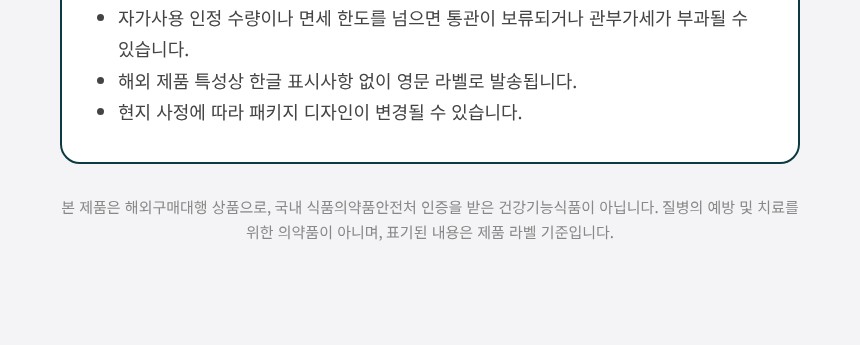 자가사용 인정 수량이나 면세 한도를 넘으면 통관이 보류되거나 관부가세가 부과될 수
있습니다.
해외 제품 특성상 한글 표시사항 없이 영문 라벨로 발송됩니다.
현지 사정에 따라 패키지 디자인이 변경될 수 있습니다.
본 제품은 해외구매대행 상품으로, 국내 식품의약품안전처 인증을 받은 건강기능식품이 아닙니다. 질병의 예방 및 치료를
위한 의약품이 아니며, 표기된 내용은 제품 라벨 기준입니다.